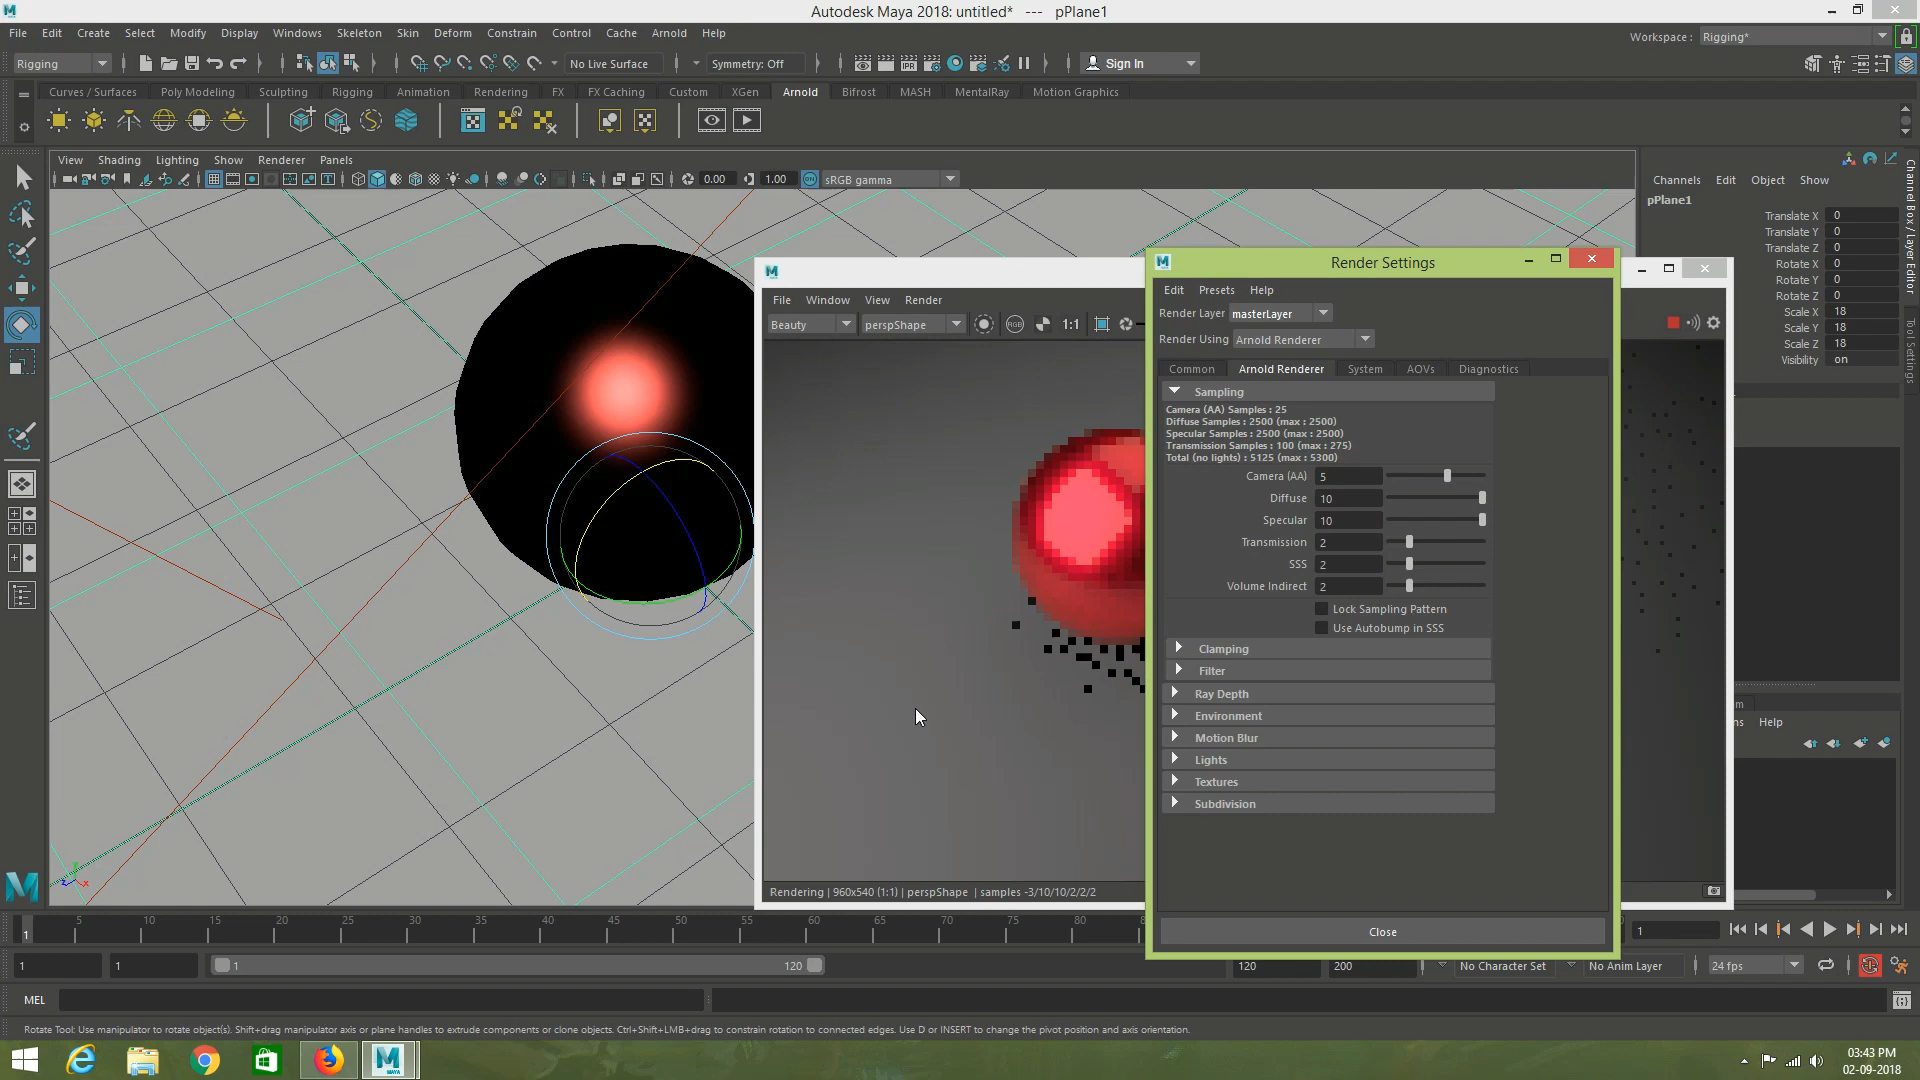 Autodesk Maya 2018: untitled*   ---   pPlane1
File Edit Create Select Modify Display Windows Skeleton Skin Deform Constrain Control Cache Arnold Help
Workspace : Rigging*
Rigging No Live Surface Symmetry: Off Sign In
Curves / Surfaces Poly Modeling Sculpting Rigging Animation Rendering FX FX Caching Custom XGen Arnold Bifrost MASH MentalRay Motion Graphics
View Shading Lighting Show Renderer Panels
0.00 1.00 sRGB gamma
Channels Edit Object Show
pPlane1
Translate X 0
Translate Y 0
Translate Z 0
Rotate X 0
Rotate Y 0
Rotate Z 0
Scale X 18
Scale Y 18
Scale Z 18
Visibility on
Channel Box / Layer Editor
Tool Settings
Help
File Window View Render
Beauty perspShape 1:1
Rendering | 960x540 (1:1) | perspShape | samples -3/10/10/2/2/2
Render Settings
Edit Presets Help
Render Layer masterLayer
Render Using Arnold Renderer
Common Arnold Renderer System AOVs Diagnostics
Sampling
Camera (AA) Samples : 25
Diffuse Samples : 2500 (max : 2500)
Specular Samples : 2500 (max : 2500)
Transmission Samples : 100 (max : 275)
Total (no lights) : 5125 (max : 5300)
Camera (AA) 5
Diffuse 10
Specular 10
Transmission 2
SSS 2
Volume Indirect 2
Lock Sampling Pattern
Use Autobump in SSS
Clamping
Filter
Ray Depth
Environment
Motion Blur
Lights
Textures
Subdivision
Close
1 5 10 15 20 25 30 35 40 45 50 55 60 65 70 75 80 1
1 1 1 120 120 200 No Character Set No Anim Layer 24 fps
MEL
Rotate Tool: Use manipulator to rotate object(s). Shift+drag manipulator axis or plane handles to extrude components or clone objects. Ctrl+Shift+LMB+drag to constrain rotation to connected edges. Use D or INSERT to change the pivot position and axis orientation.
03:43 PM
02-09-2018